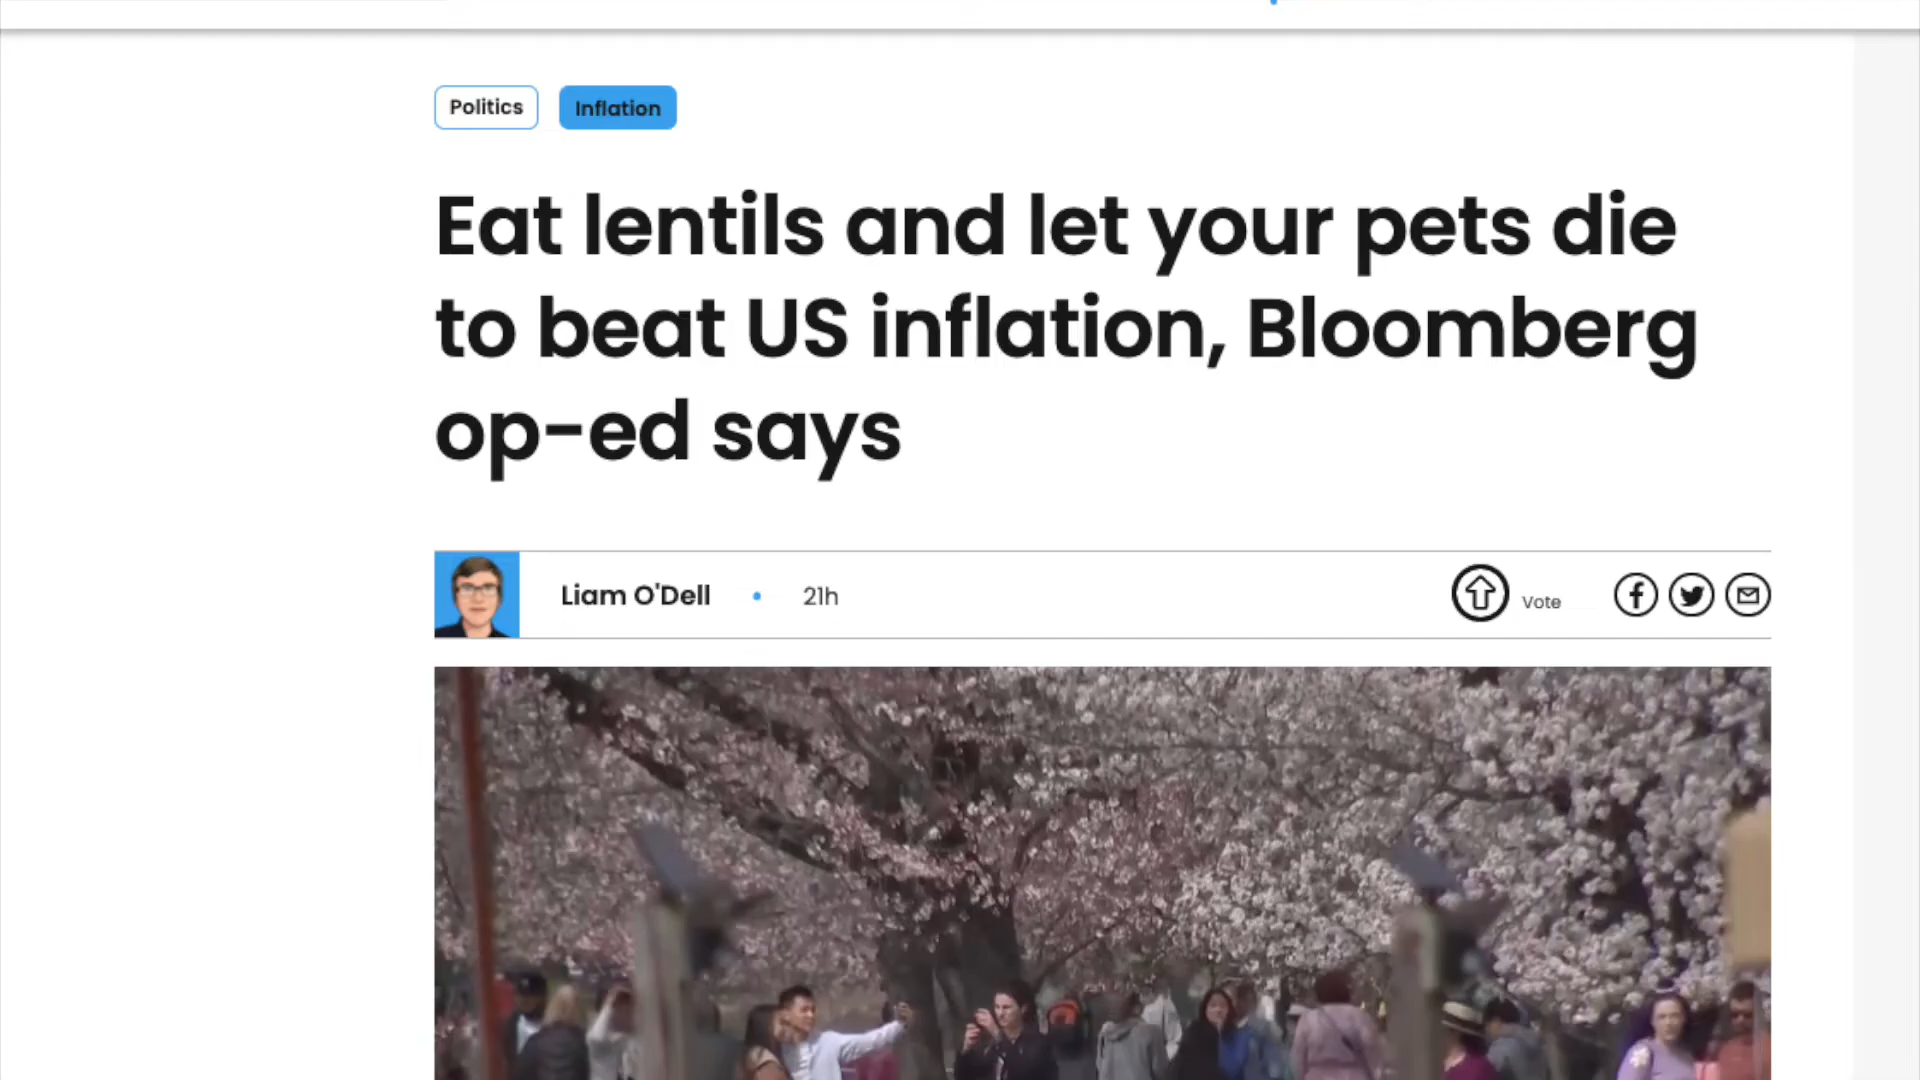 Politics Inflation
Eat lentils and let your pets die
to beat US inflation, Bloomberg
op-ed says
Liam O'Dell • 21h Vote